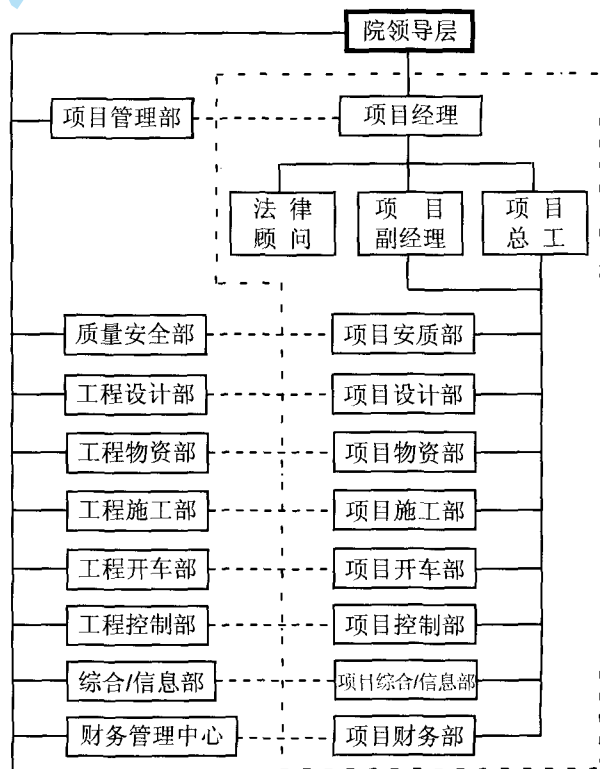 院领导层
项目管理部 项目经理
法律 项目 项目
顾问 副经理 总工
质量安全部 项目安质部
工程设计部 项目设计部
工程物资部 项目物资部
工程施工部 项目施工部
工程开车部 项目开车部
工程控制部 项目控制部
综合/信息部 项目综合/信息部
财务管理中心 项目财务部